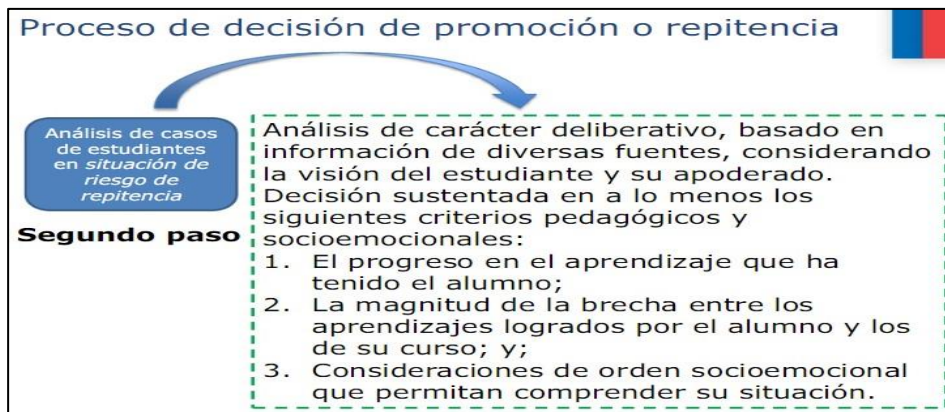 Proceso de decisión de promoción o repitencia
Análisis de casos
de estudiantes
en situación de
riesgo de
repitencia
Segundo paso
Análisis de carácter deliberativo, basado en
información de diversas fuentes, considerando
la visión del estudiante y su apoderado.
Decisión sustentada en a lo menos los
siguientes criterios pedagógicos y
socioemocionales:
1. El progreso en el aprendizaje que ha
tenido el alumno;
2. La magnitud de la brecha entre los
aprendizajes logrados por el alumno y los
de su curso; y;
3. Consideraciones de orden socioemocional
que permitan comprender su situación.